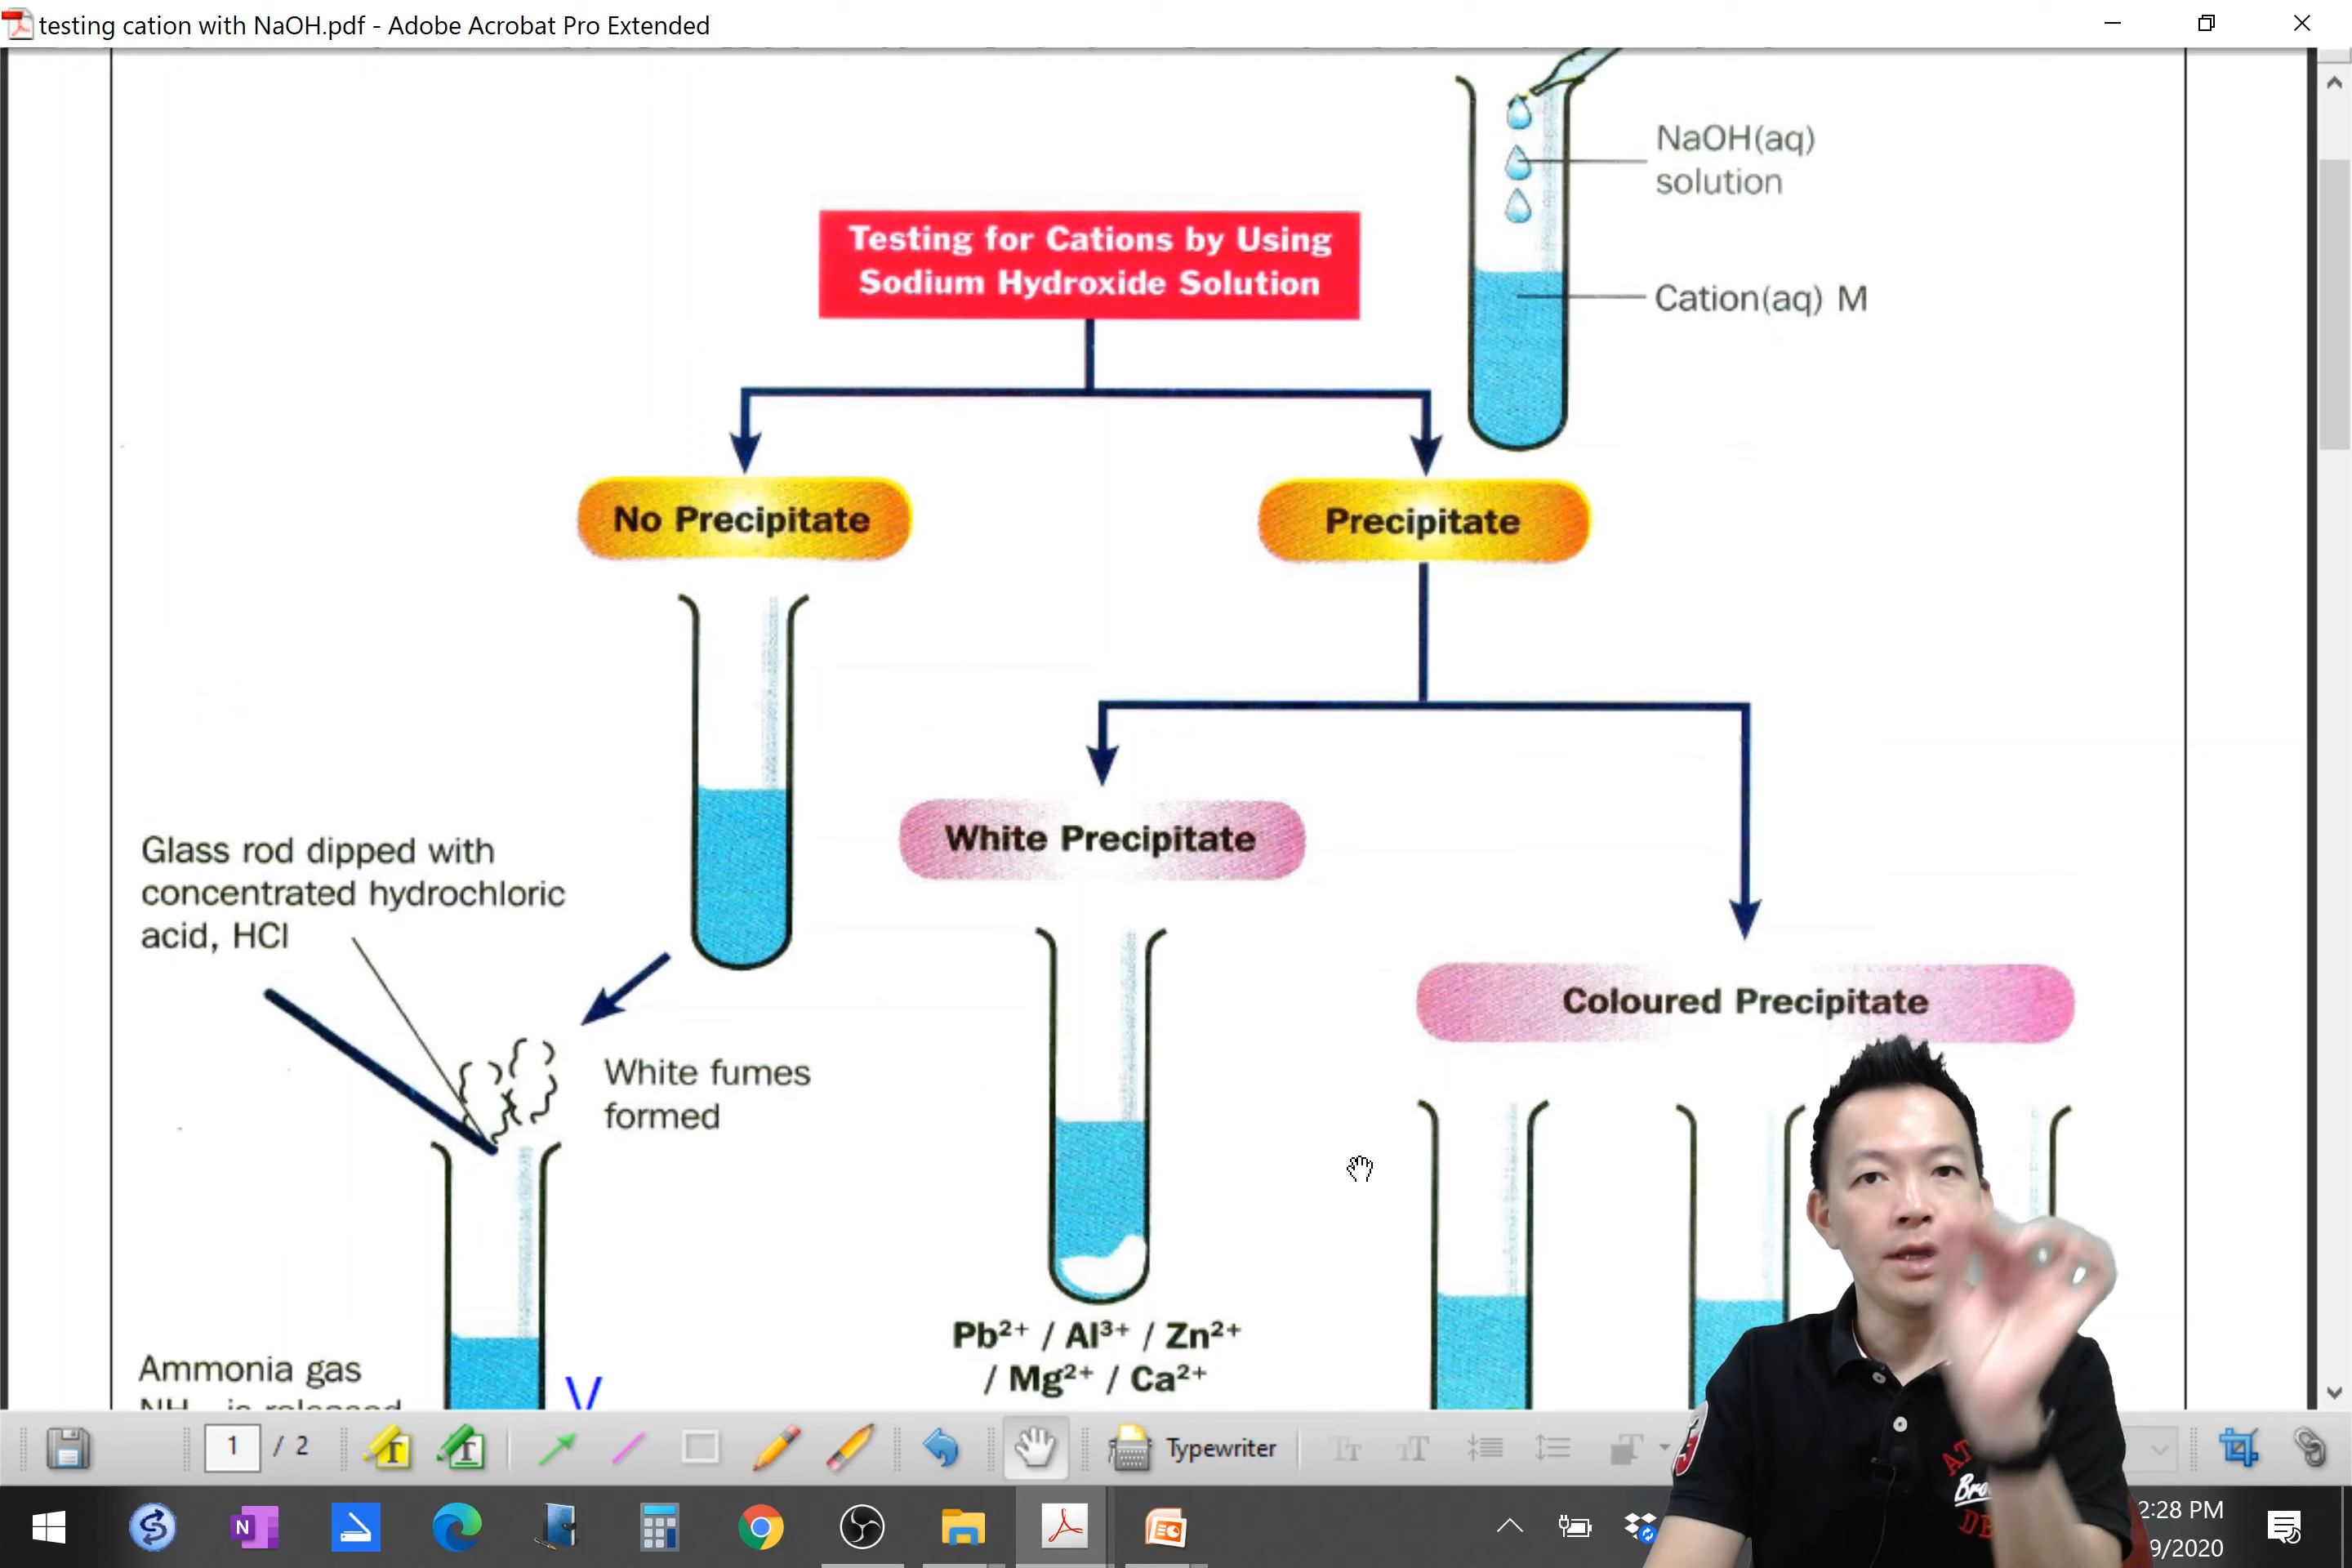 testing cation with NaOH.pdf - Adobe Acrobat Pro Extended
NaOH(aq)
solution
Testing for Cations by Using
Sodium Hydroxide Solution
Cation(aq) M
No Precipitate
Precipitate
White Precipitate
Glass rod dipped with
concentrated hydrochloric
acid, HCl
Coloured Precipitate
White fumes
formed
Pb²⁺ / Al³⁺ / Zn²⁺
/ Mg²⁺ / Ca²⁺
Ammonia gas
V
1 / 2
Typewriter
2:28 PM
9/2020